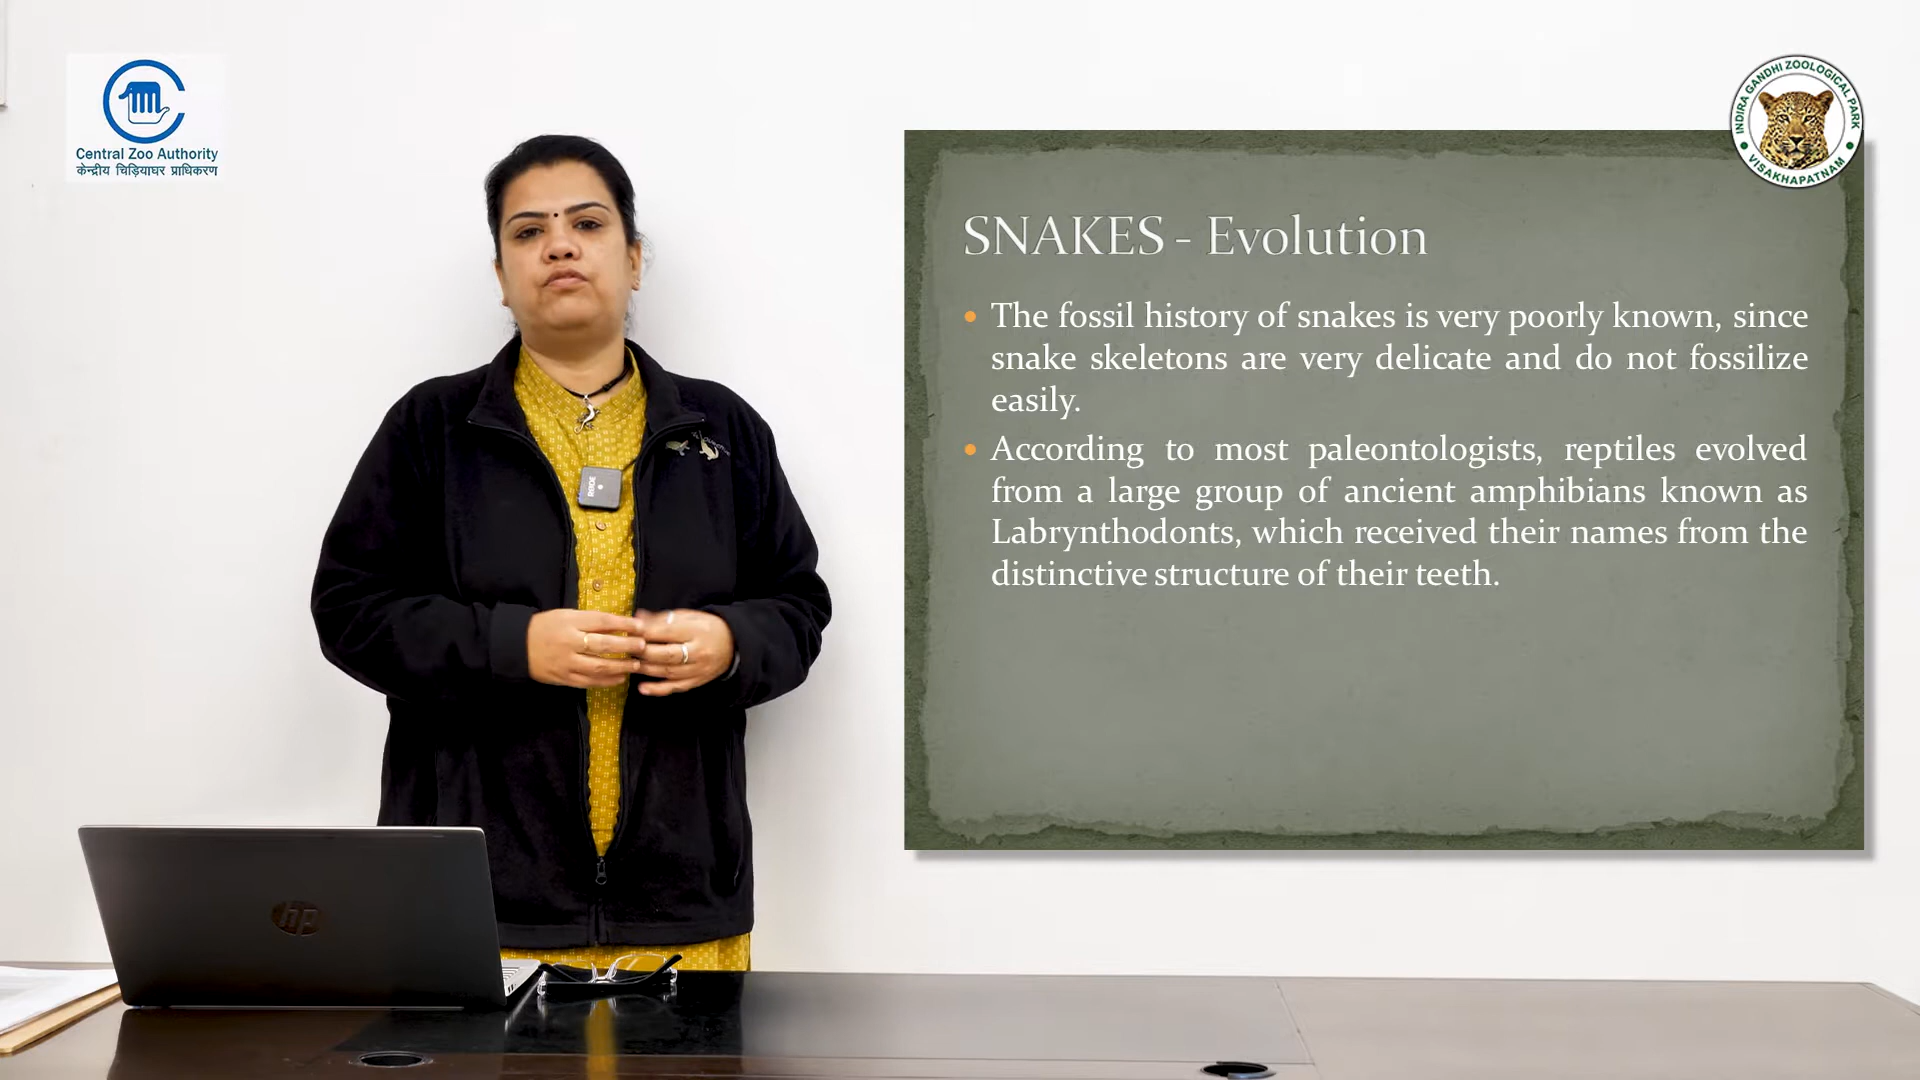 Central Zoo Authority
केन्द्रीय चिड़ियाघर प्राधिकरण
INDIRA GANDHI ZOOLOGICAL PARK
VISAKHAPATNAM
SNAKES - Evolution
• The fossil history of snakes is very poorly known, since
snake skeletons are very delicate and do not fossilize
easily.
• According to most paleontologists, reptiles evolved
from a large group of ancient amphibians known as
Labrynthodonts, which received their names from the
distinctive structure of their teeth.
RODE
hp